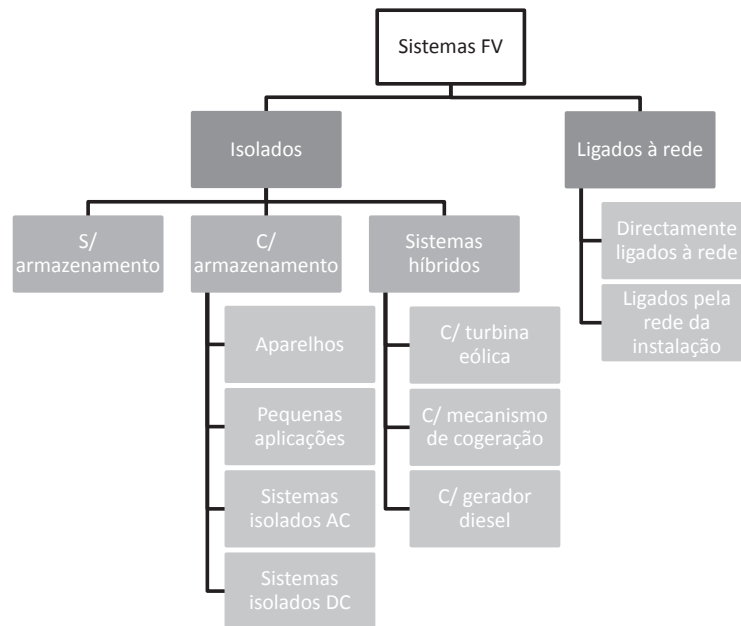 Sistemas FV
Isolados
Ligados à rede
S/
armazenamento
C/
armazenamento
Sistemas
híbridos
Directamente
ligados à rede
Ligados pela
rede da
instalação
Aparelhos
Pequenas
aplicações
Sistemas
isolados AC
Sistemas
isolados DC
C/ turbina
eólica
C/ mecanismo
de cogeração
C/ gerador
diesel